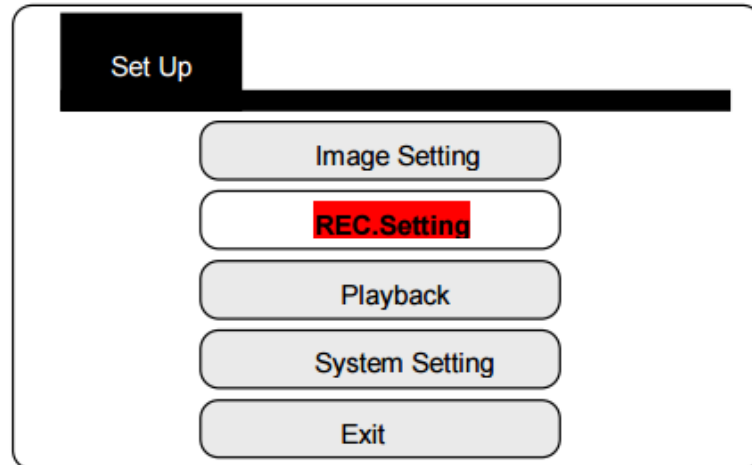 Set Up
Image Setting
REC.Setting
Playback
System Setting
Exit